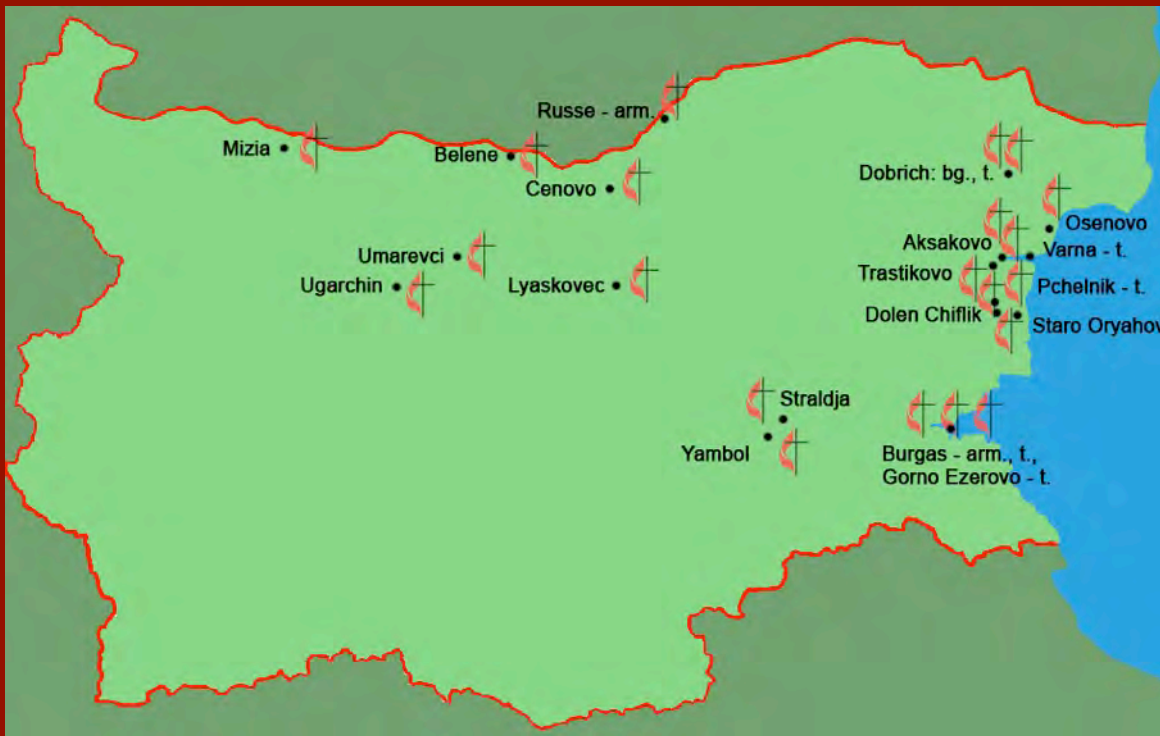 Russe - arm.
Mizia
Belene
Cenovo
Dobrich: bg., t.
Osenovo
Aksakovo
Varna - t.
Umarevci
Trastikovo
Ugarchin
Lyaskovec
Pchelnik - t.
Dolen Chiflik
Staro Oryahov
Straldja
Yambol
Burgas - arm., t.,
Gorno Ezerovo - t.